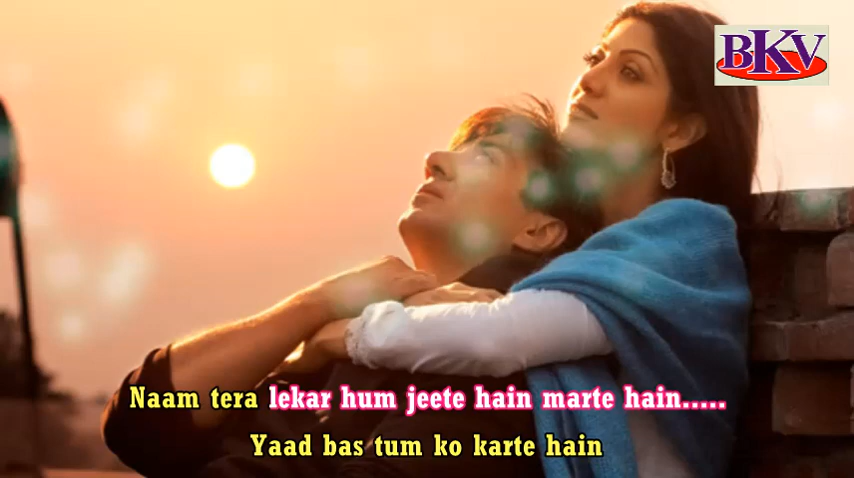 BKV
Naam tera lekar hum jeete hain marte hain.....
Yaad bas tum ko karte hain